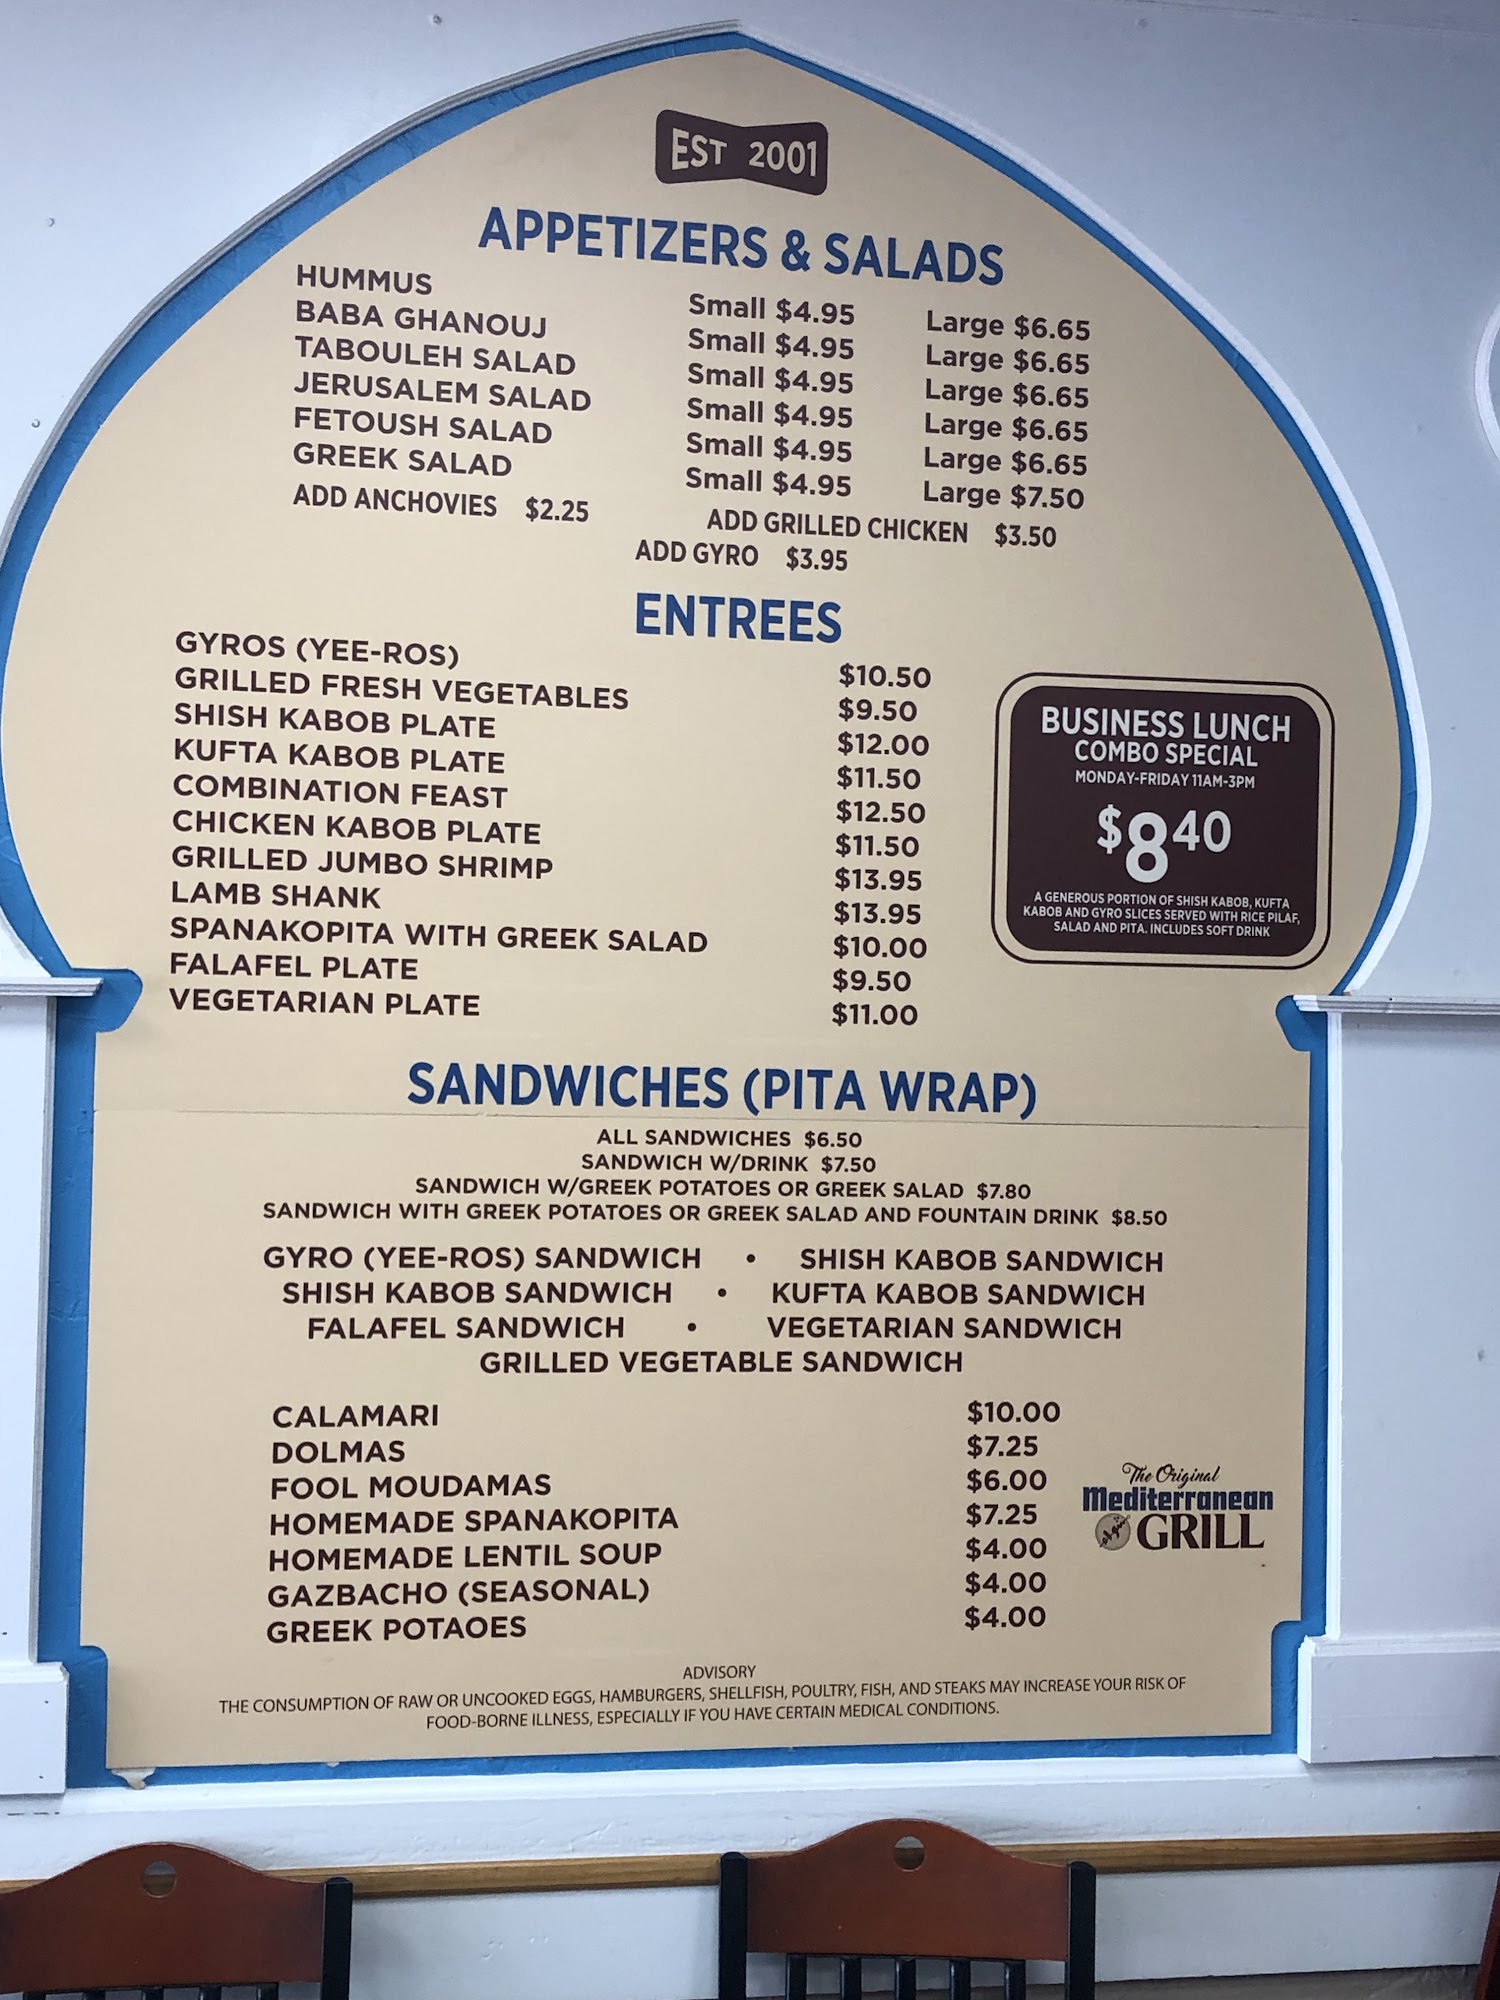 EST 2001
APPETIZERS & SALADS
HUMMUS Small $4.95 Large $6.65
BABA GHANOUJ Small $4.95 Large $6.65
TABOULEH SALAD Small $4.95 Large $6.65
JERUSALEM SALAD Small $4.95 Large $6.65
FETOUSH SALAD Small $4.95 Large $6.65
GREEK SALAD Small $4.95 Large $7.50
ADD ANCHOVIES $2.25 ADD GRILLED CHICKEN $3.50
ADD GYRO $3.95
ENTREES
GYROS (YEE-ROS) $10.50
GRILLED FRESH VEGETABLES $9.50
SHISH KABOB PLATE $12.00
KUFTA KABOB PLATE $11.50
COMBINATION FEAST $12.50
CHICKEN KABOB PLATE $11.50
GRILLED JUMBO SHRIMP $13.95
LAMB SHANK $13.95
SPANAKOPITA WITH GREEK SALAD $10.00
FALAFEL PLATE $9.50
VEGETARIAN PLATE $11.00
BUSINESS LUNCH
COMBO SPECIAL
MONDAY-FRIDAY 11AM-3PM
$840
A GENEROUS PORTION OF SHISH KABOB, KUFTA
KABOB AND GYRO SLICES SERVED WITH RICE PILAF,
SALAD AND PITA. INCLUDES SOFT DRINK
SANDWICHES (PITA WRAP)
ALL SANDWICHES $6.50
SANDWICH W/DRINK $7.50
SANDWICH W/GREEK POTATOES OR GREEK SALAD $7.80
SANDWICH WITH GREEK POTATOES OR GREEK SALAD AND FOUNTAIN DRINK $8.50
GYRO (YEE-ROS) SANDWICH • SHISH KABOB SANDWICH
SHISH KABOB SANDWICH • KUFTA KABOB SANDWICH
FALAFEL SANDWICH • VEGETARIAN SANDWICH
GRILLED VEGETABLE SANDWICH
CALAMARI $10.00
DOLMAS $7.25
FOOL MOUDAMAS $6.00
HOMEMADE SPANAKOPITA $7.25
HOMEMADE LENTIL SOUP $4.00
GAZBACHO (SEASONAL) $4.00
GREEK POTAOES $4.00
The Original
Mediterranean
GRILL
ADVISORY
THE CONSUMPTION OF RAW OR UNCOOKED EGGS, HAMBURGERS, SHELLFISH, POULTRY, FISH, AND STEAKS MAY INCREASE YOUR RISK OF
FOOD-BORNE ILLNESS, ESPECIALLY IF YOU HAVE CERTAIN MEDICAL CONDITIONS.